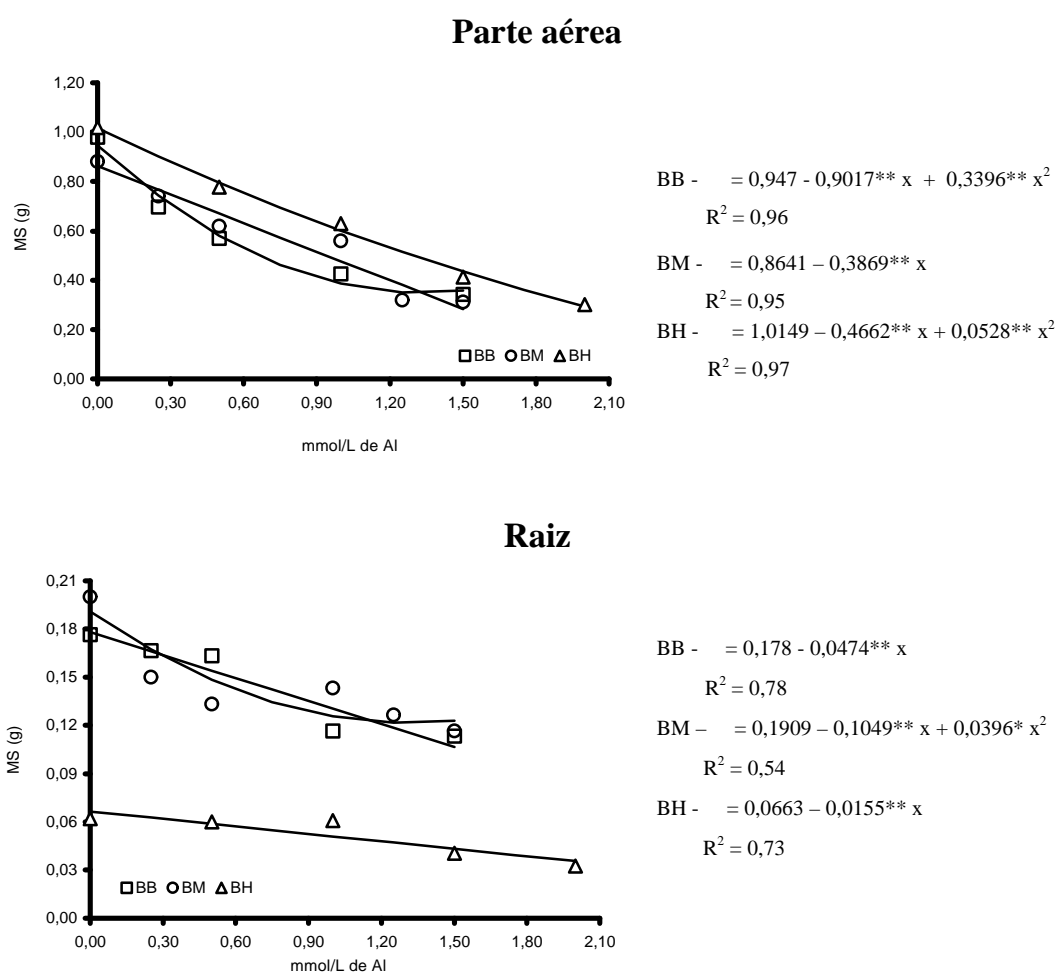 Parte aérea
1,20
1,00
0,80
0,60
0,40
0,20
0,00
MS (g)
0,00 0,30 0,60 0,90 1,20 1,50 1,80 2,10
mmol/L de Al
BB BM BH
BB - = 0,947 - 0,9017** x + 0,3396** x²
R² = 0,96
BM - = 0,8641 – 0,3869** x
R² = 0,95
BH - = 1,0149 – 0,4662** x + 0,0528** x²
R² = 0,97
Raiz
0,21
0,18
0,15
0,12
0,09
0,06
0,03
0,00
MS (g)
BB BM BH
0,00 0,30 0,60 0,90 1,20 1,50 1,80 2,10
mmol/L de Al
BB - = 0,178 - 0,0474** x
R² = 0,78
BM – = 0,1909 – 0,1049** x + 0,0396* x²
R² = 0,54
BH - = 0,0663 – 0,0155** x
R² = 0,73